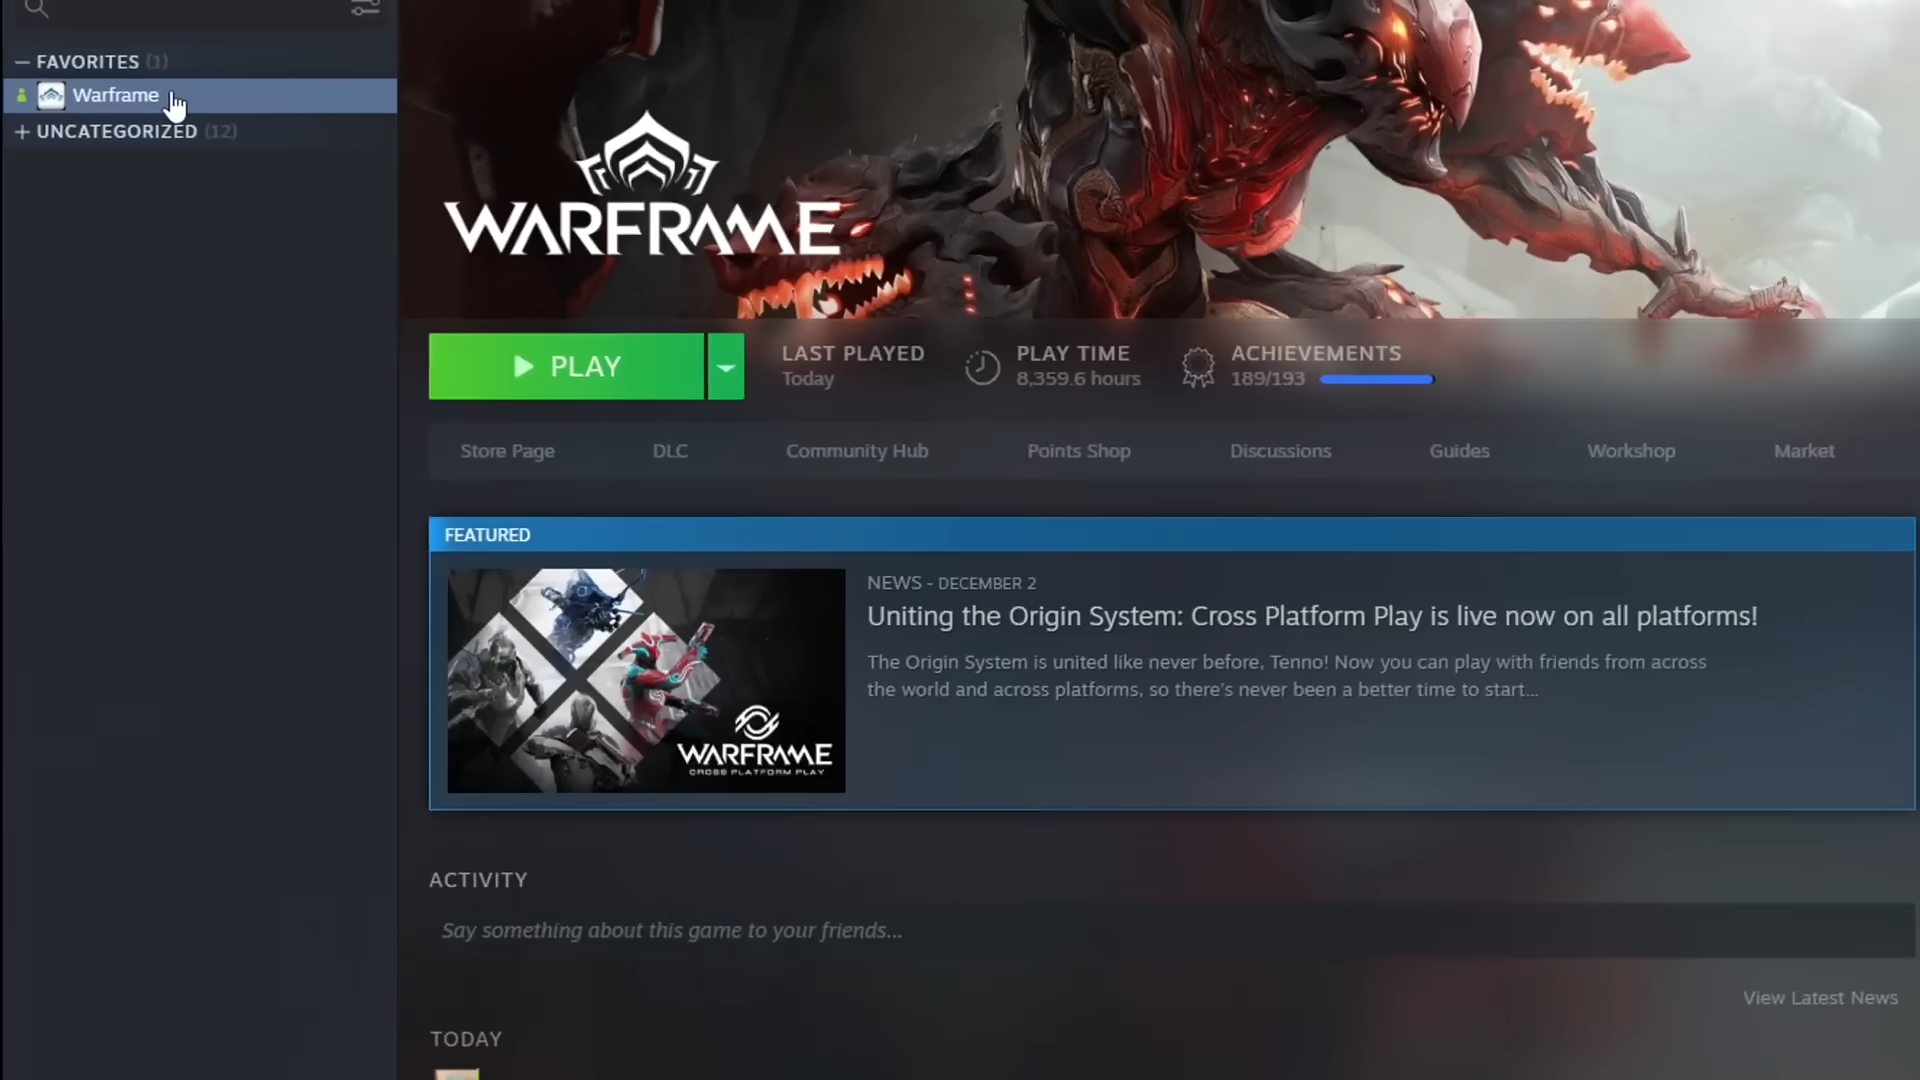 FAVORITES (1)
Warframe
UNCATEGORIZED (12)
WARFRAME
PLAY
LAST PLAYED
Today
PLAY TIME
8,359.6 hours
ACHIEVEMENTS
189/193
Store Page
DLC
Community Hub
Points Shop
Discussions
Guides
Workshop
Market
FEATURED
WARFRAME
CROSS PLATFORM PLAY
NEWS - DECEMBER 2
Uniting the Origin System: Cross Platform Play is live now on all platforms!
The Origin System is united like never before, Tenno! Now you can play with friends from across
the world and across platforms, so there's never been a better time to start...
ACTIVITY
Say something about this game to your friends...
View Latest News
TODAY